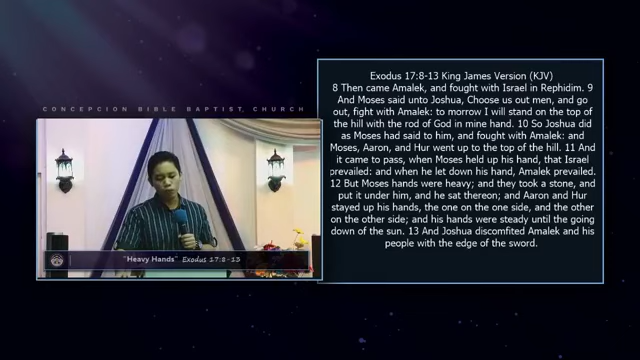 CONCEPCION BIBLE BAPTIST CHURCH
"Heavy Hands" Exodus 17:8-13
Exodus 17:8-13 King James Version (KJV)
8 Then came Amalek, and fought with Israel in Rephidim. 9
And Moses said unto Joshua, Choose us out men, and go
out, fight with Amalek: to morrow I will stand on the top of
the hill with the rod of God in mine hand. 10 So Joshua did
as Moses had said to him, and fought with Amalek: and
Moses, Aaron, and Hur went up to the top of the hill. 11 And
it came to pass, when Moses held up his hand, that Israel
prevailed: and when he let down his hand, Amalek prevailed.
12 But Moses hands were heavy; and they took a stone, and
put it under him, and he sat thereon; and Aaron and Hur
stayed up his hands, the one on the one side, and the other
on the other side; and his hands were steady until the going
down of the sun. 13 And Joshua discomfited Amalek and his
people with the edge of the sword.